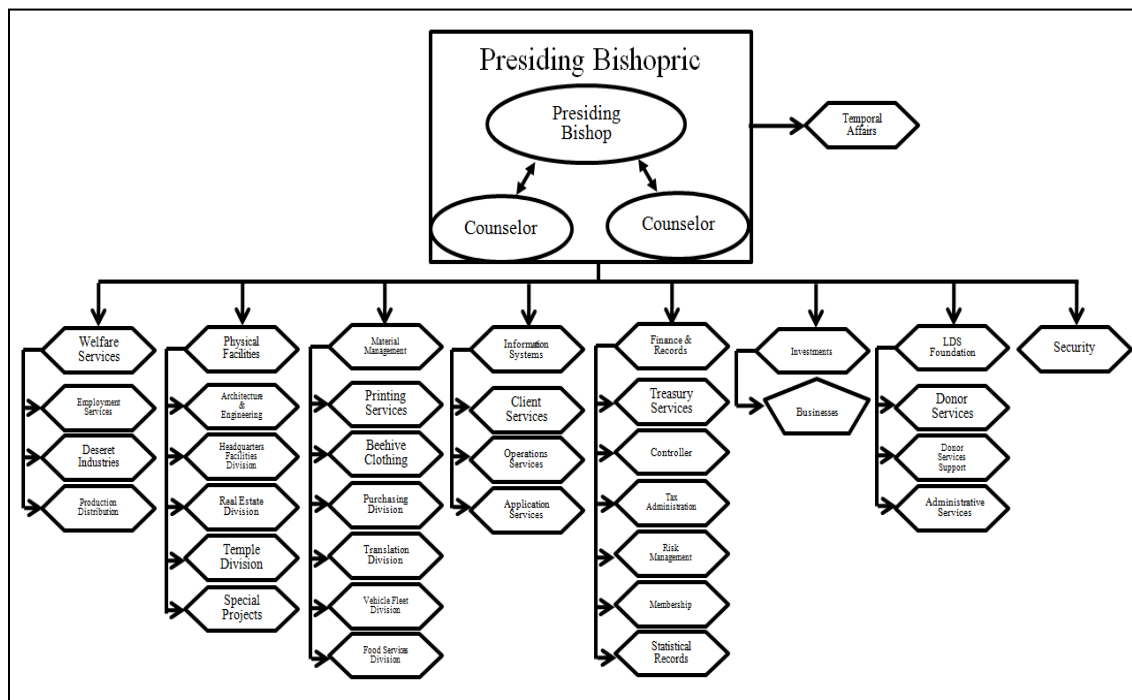 Presiding Bishopric
Presiding
Bishop
Counselor
Counselor
Temporal
Affairs
Welfare
Services
Employment
Services
Deseret
Industries
Production
Distribution
Physical
Facilities
Architecture
&
Engineering
Headquarters
Facilities
Division
Real Estate
Division
Temple
Division
Special
Projects
Material
Management
Printing
Services
Beehive
Clothing
Purchasing
Division
Translation
Division
Vehicle Fleet
Division
Food Services
Division
Information
Systems
Client
Services
Operations
Services
Application
Services
Finance &
Records
Treasury
Services
Controller
Tax
Administration
Risk
Management
Membership
Statistical
Records
Investments
Businesses
LDS
Foundation
Donor
Services
Donor
Services
Support
Administrative
Services
Security